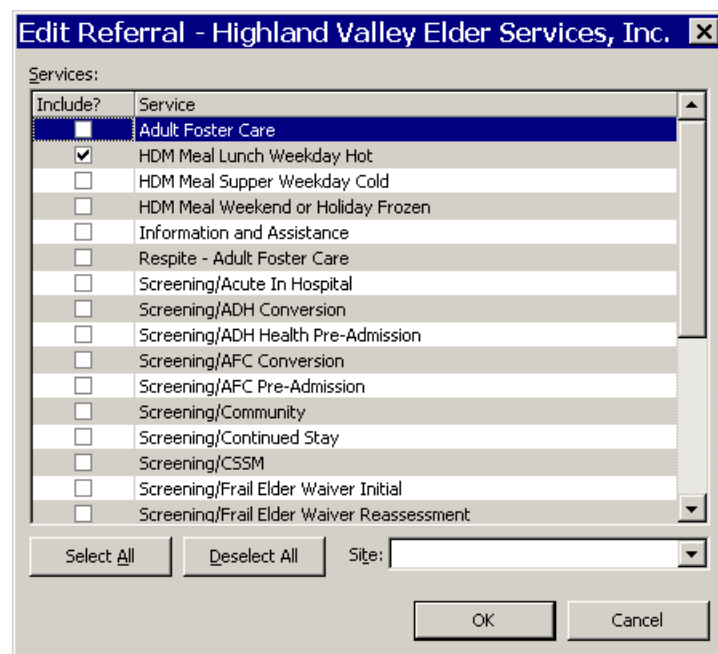 Edit Referral - Highland Valley Elder Services, Inc.
Services:
Include? Service
Adult Foster Care
HDM Meal Lunch Weekday Hot
HDM Meal Supper Weekday Cold
HDM Meal Weekend or Holiday Frozen
Information and Assistance
Respite - Adult Foster Care
Screening/Acute In Hospital
Screening/ADH Conversion
Screening/ADH Health Pre-Admission
Screening/AFC Conversion
Screening/AFC Pre-Admission
Screening/Community
Screening/Continued Stay
Screening/CSSM
Screening/Frail Elder Waiver Initial
Screening/Frail Elder Waiver Reassessment
Select All Deselect All Site:
OK Cancel